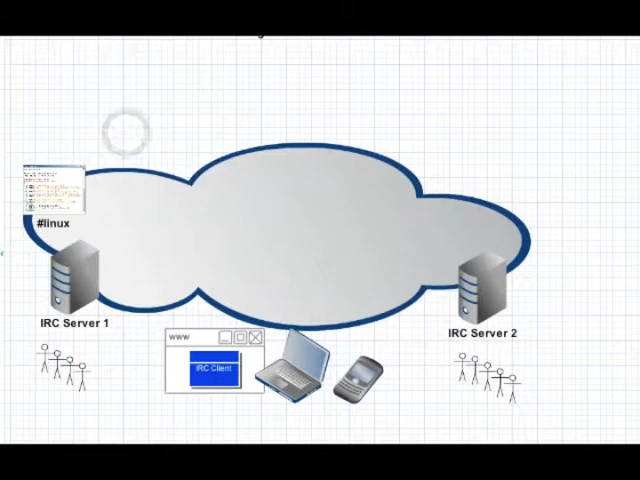 #linux
IRC Server 1
IRC Server 2
www
IRC Client